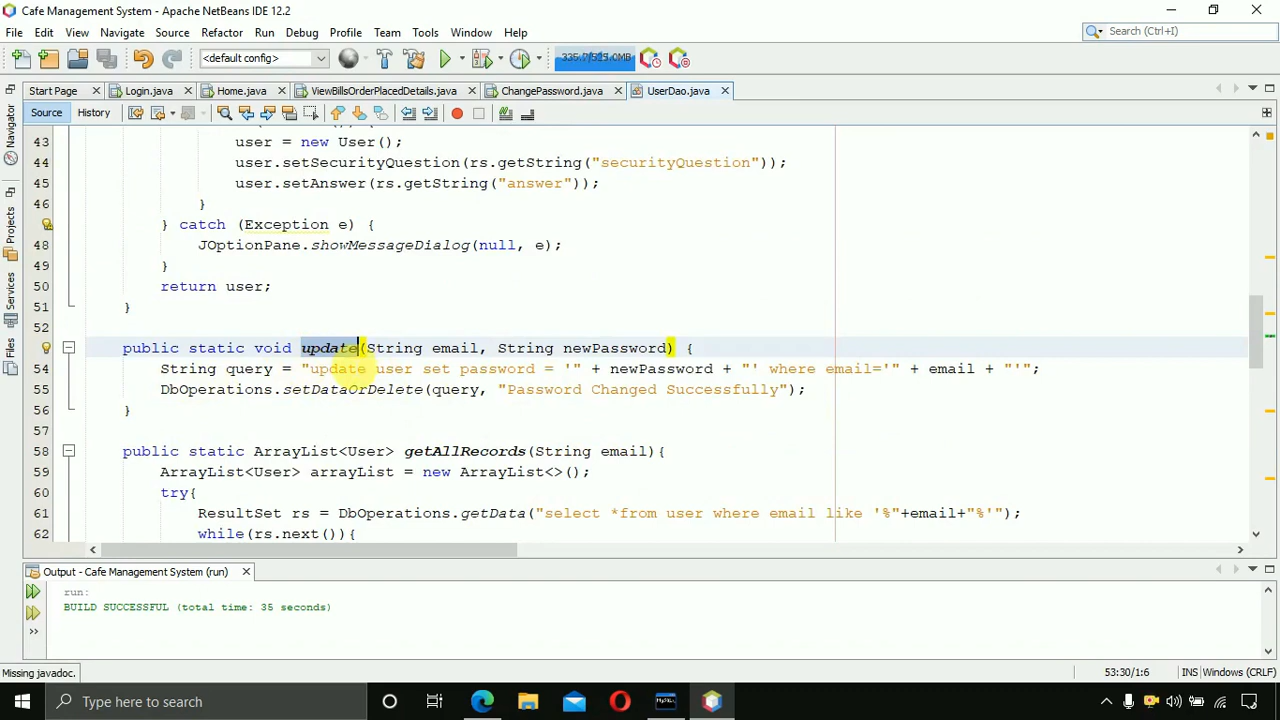 Cafe Management System - Apache NetBeans IDE 12.2
File Edit View Navigate Source Refactor Run Debug Profile Team Tools Window Help
Search (Ctrl+I)
<default config>
Start Page Login.java Home.java ViewBillsOrderPlacedDetails.java ChangePassword.java UserDao.java
Source History
Navigator
Projects
Services
Files
43 user = new User();
44 user.setSecurityQuestion(rs.getString("securityQuestion"));
45 user.setAnswer(rs.getString("answer"));
46 }
} catch (Exception e) {
48 JOptionPane.showMessageDialog(null, e);
49 }
50 return user;
51 }
52
public static void update(String email, String newPassword) {
54 String query = "update user set password = '" + newPassword + "' where email='" + email + "'";
55 DbOperations.setDataOrDelete(query, "Password Changed Successfully");
56 }
57
58 public static ArrayList<User> getAllRecords(String email){
59 ArrayList<User> arrayList = new ArrayList<>();
60 try{
61 ResultSet rs = DbOperations.getData("select *from user where email like '%"+email+"%'");
62 while(rs.next()){
Output - Cafe Management System (run)
run:
BUILD SUCCESSFUL (total time: 35 seconds)
Missing javadoc.
53:30/1:6 INS Windows (CRLF)
Type here to search